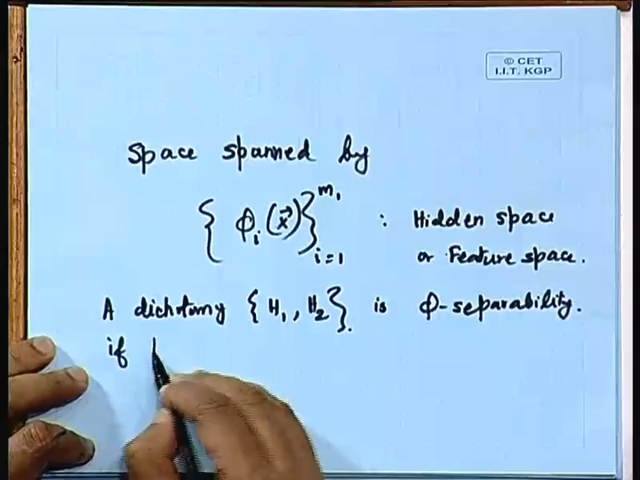 © CET
I.I.T. KGP
Space spanned by
{ φᵢ(x⃗) }ᵢ₌₁^m₁ : Hidden space
or Feature space.
A dichotomy {H₁, H₂} is φ-separability.
if